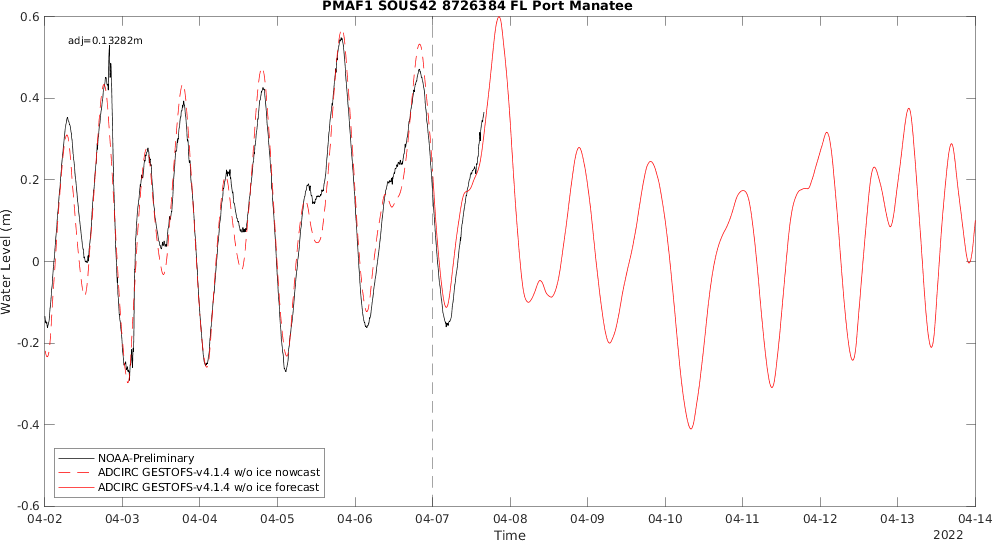 PMAF1 SOUS42 8726384 FL Port Manatee
adj=0.13282m
0.6
0.4
0.2
0
-0.2
-0.4
-0.6
Water Level (m)
NOAA-Preliminary
ADCIRC GESTOFS-v4.1.4 w/o ice nowcast
ADCIRC GESTOFS-v4.1.4 w/o ice forecast
04-02 04-03 04-04 04-05 04-06 04-07 04-08 04-09 04-10 04-11 04-12 04-13 04-14
Time
2022